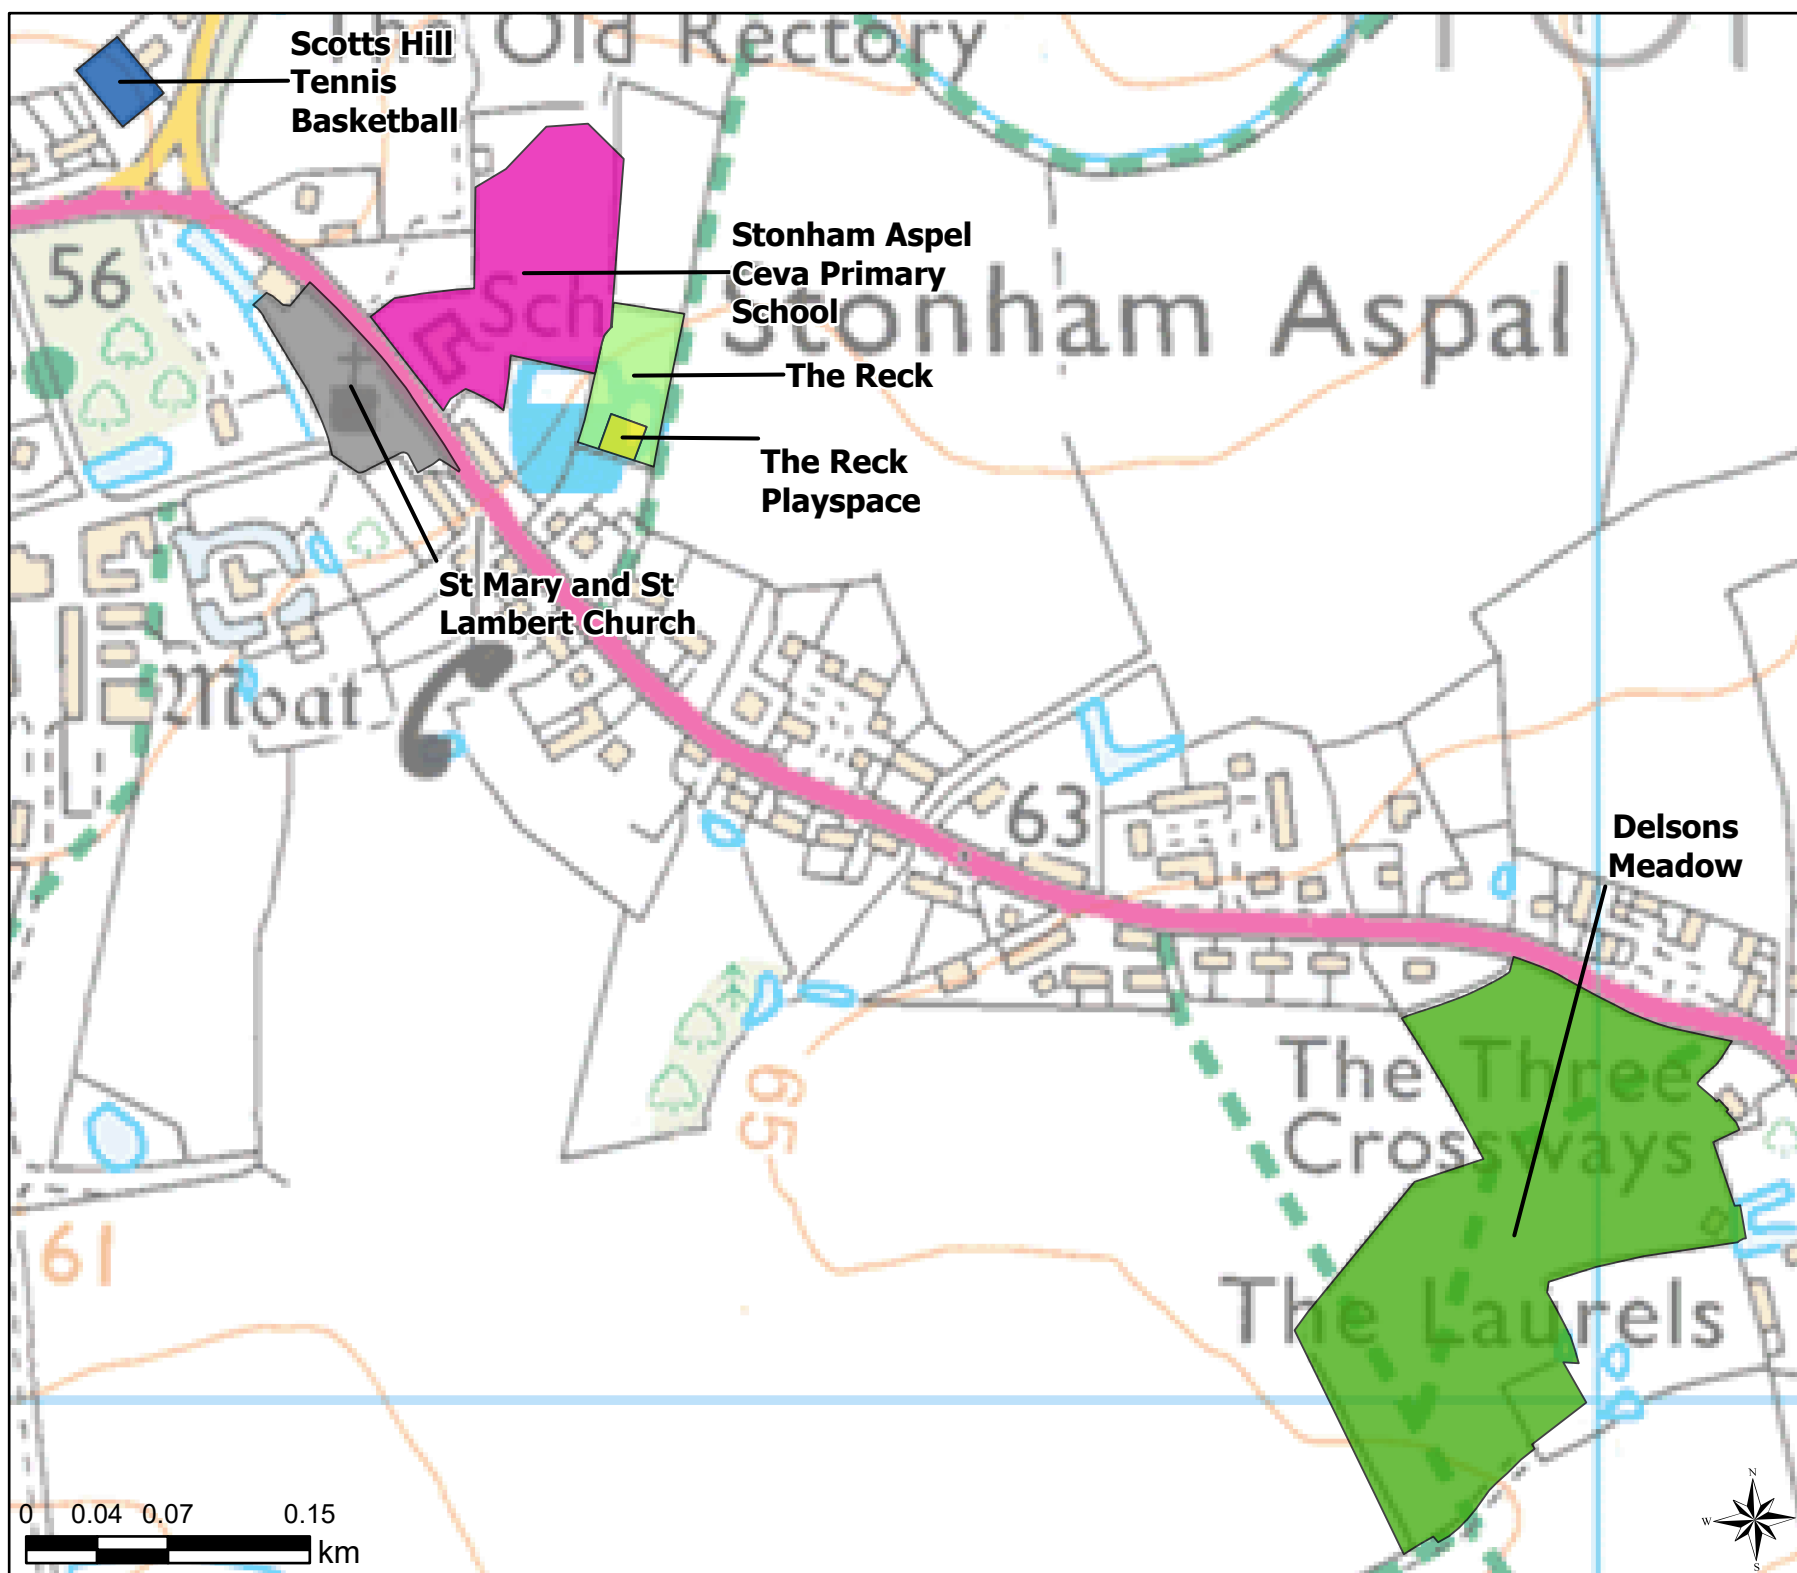 The Old Rectory
Scotts Hill
Tennis
Basketball
56
Sch
Stonham Aspel
Ceva Primary
School
Stonham Aspal
The Reck
The Reck
Playspace
St Mary and St
Lambert Church
Moat
63
Delsons
Meadow
65
The Three
Crossways
61
The Laurels
0 0.04 0.07 0.15
km
N
W
S